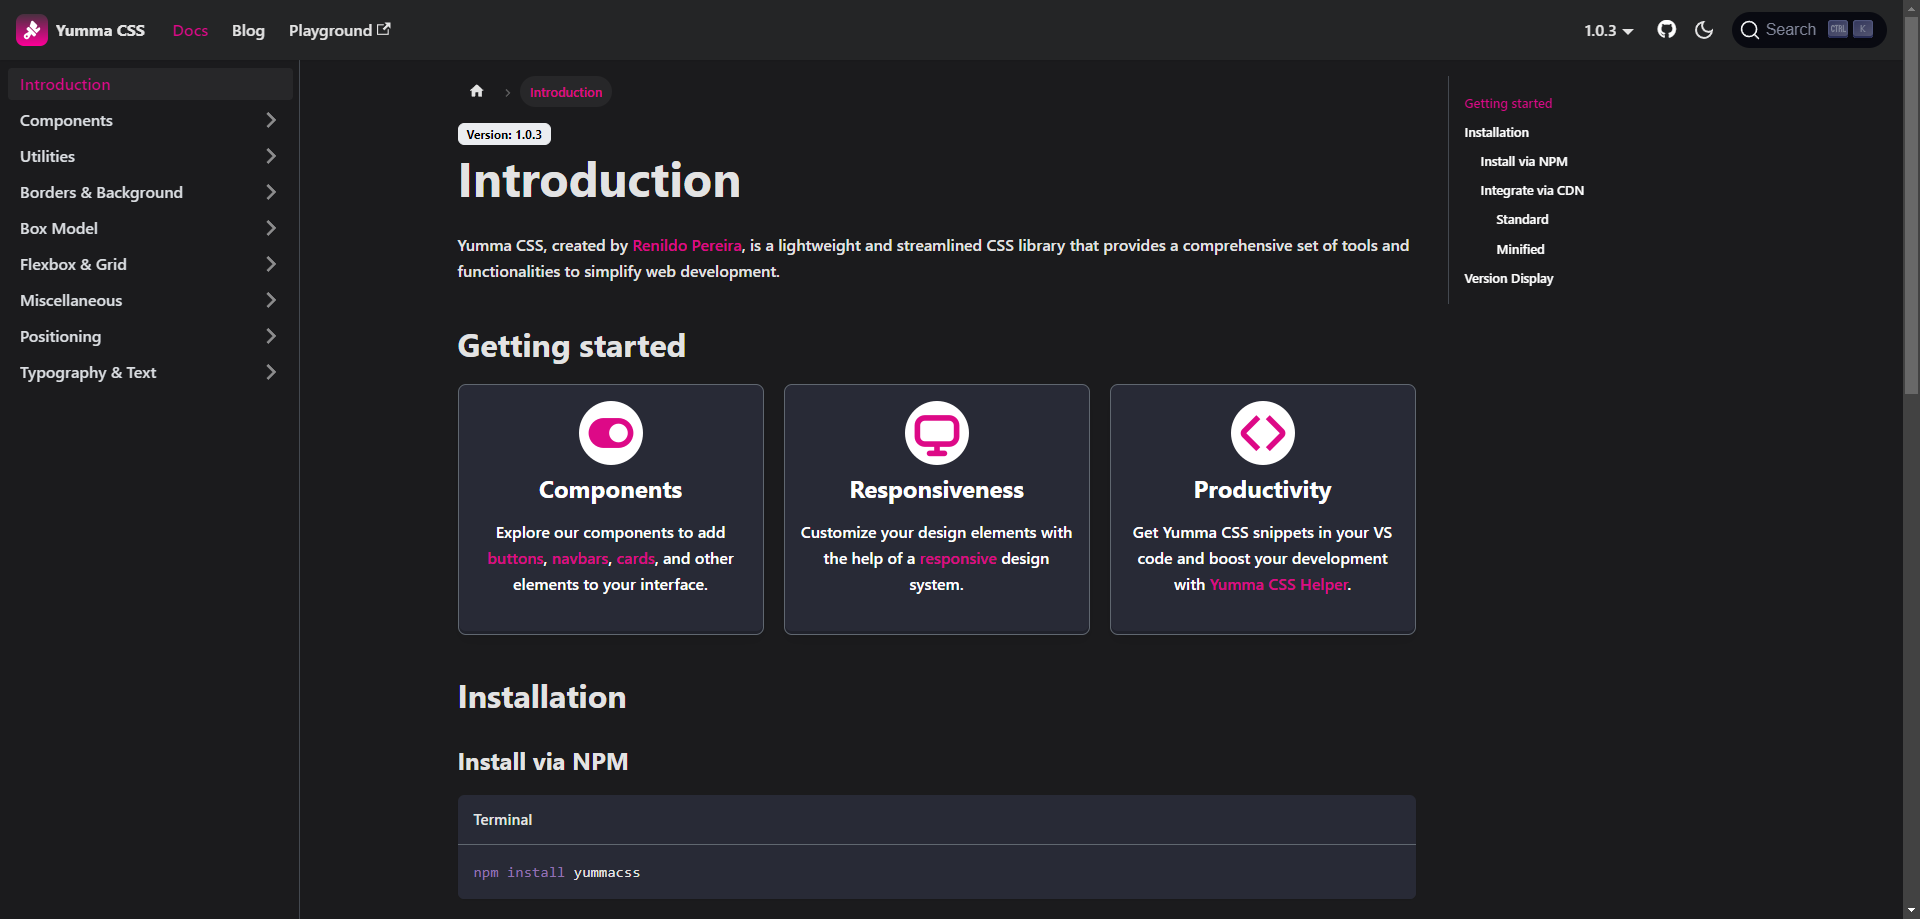 Yumma CSS Docs Blog Playground 1.0.3 Search CTRL K
Introduction
Components
Utilities
Borders & Background
Box Model
Flexbox & Grid
Miscellaneous
Positioning
Typography & Text
Introduction
Version: 1.0.3
Introduction
Yumma CSS, created by Renildo Pereira, is a lightweight and streamlined CSS library that provides a comprehensive set of tools and
functionalities to simplify web development.
Getting started
Components
Explore our components to add
buttons, navbars, cards, and other
elements to your interface.
Responsiveness
Customize your design elements with
the help of a responsive design
system.
Productivity
Get Yumma CSS snippets in your VS
code and boost your development
with Yumma CSS Helper.
Installation
Install via NPM
Terminal
npm install yummacss
Getting started
Installation
Install via NPM
Integrate via CDN
Standard
Minified
Version Display